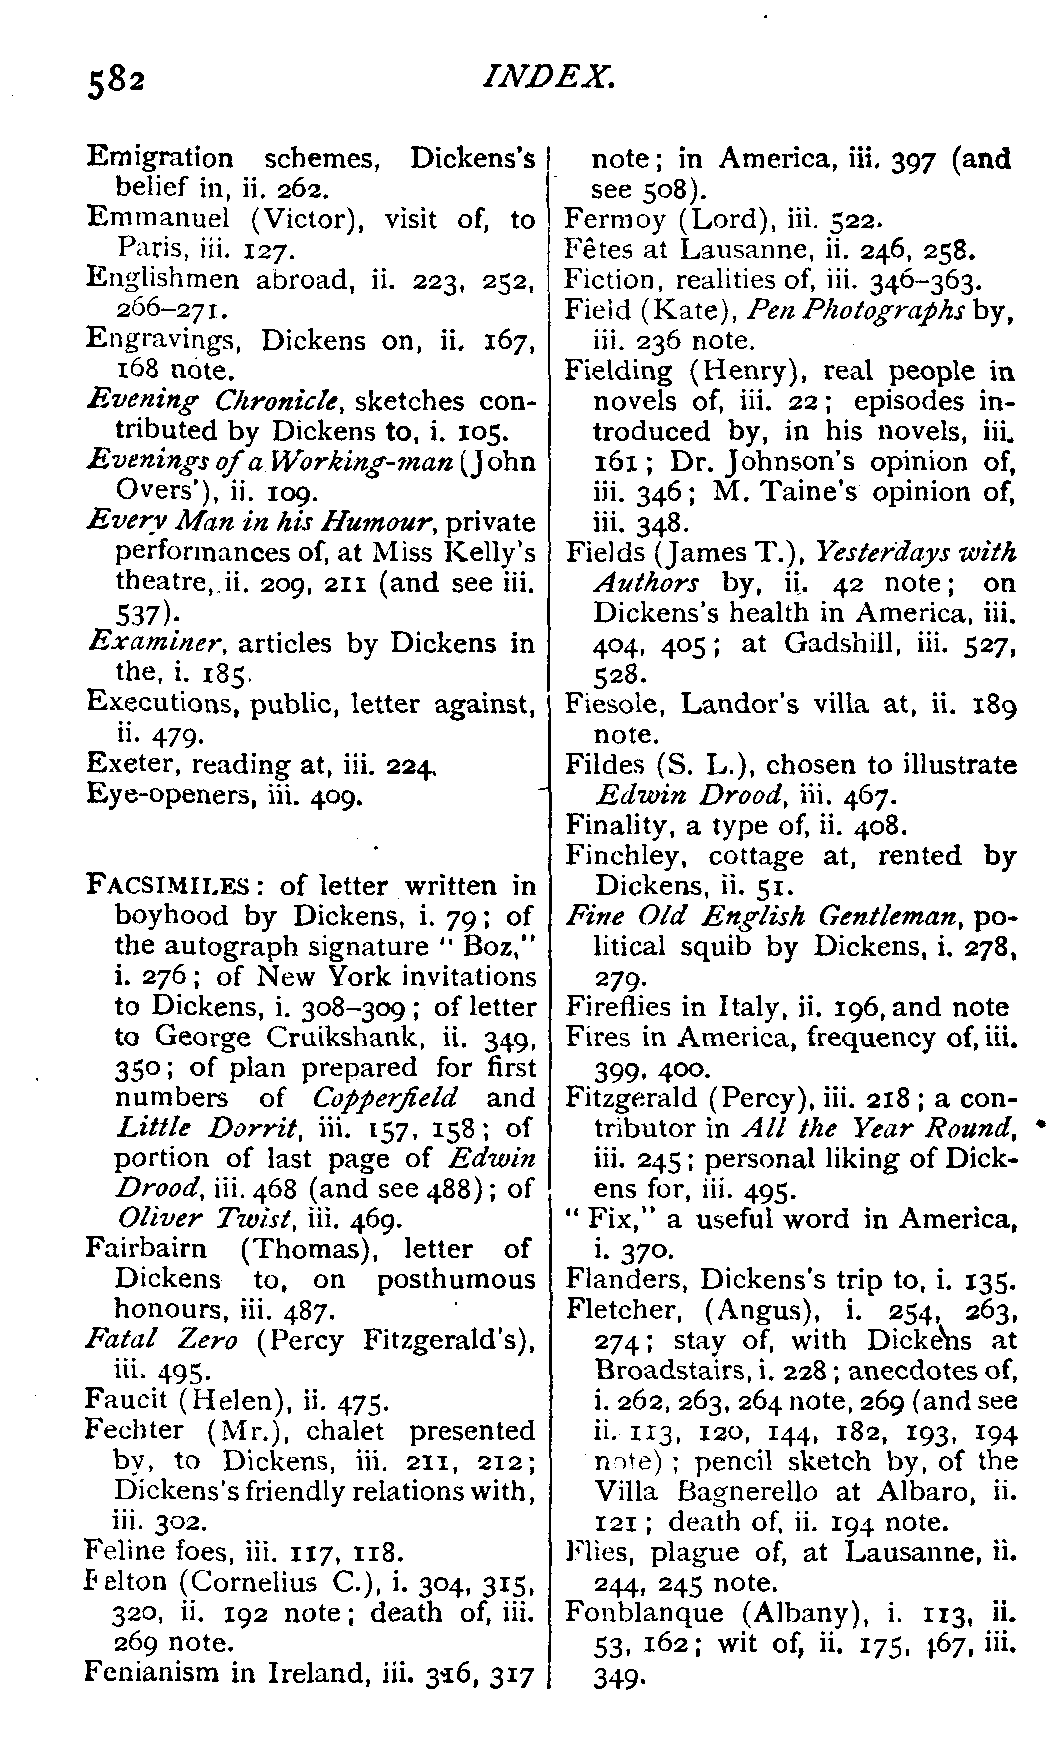 582
INDEX.
Emigration schemes, Dickens's
belief in, ii. 262.
Emmanuel (Victor), visit of, to
Paris, iii. 127.
Englishmen abroad, ii. 223, 252,
266–271.
Engravings, Dickens on, ii. 167,
168 note.
Evening Chronicle, sketches con-
tributed by Dickens to, i. 105.
Evenings of a Working-man (John
Overs'), ii. 109.
Every Man in his Humour, private
performances of, at Miss Kelly's
theatre, ii. 209, 211 (and see iii.
537).
Examiner, articles by Dickens in
the, i. 185.
Executions, public, letter against,
ii. 479.
Exeter, reading at, iii. 224.
Eye-openers, iii. 409.
FACSIMILES: of letter written in
boyhood by Dickens, i. 79; of
the autograph signature "Boz,"
i. 276; of New York invitations
to Dickens, i. 308–309; of letter
to George Cruikshank, ii. 349,
350; of plan prepared for first
numbers of Copperfield and
Little Dorrit, iii. 157, 158; of
portion of last page of Edwin
Drood, iii. 468 (and see 488); of
Oliver Twist, iii. 469.
Fairbairn (Thomas), letter of
Dickens to, on posthumous
honours, iii. 487.
Fatal Zero (Percy Fitzgerald's),
iii. 495.
Faucit (Helen), ii. 475.
Fechter (Mr.), chalet presented
by, to Dickens, iii. 211, 212;
Dickens's friendly relations with,
iii. 302.
Feline foes, iii. 117, 118.
Felton (Cornelius C.), i. 304, 315,
320, ii. 192 note; death of, iii.
269 note.
Fenianism in Ireland, iii. 316, 317
note; in America, iii. 397 (and
see 508).
Fermoy (Lord), iii. 522.
Fêtes at Lausanne, ii. 246, 258.
Fiction, realities of, iii. 346–363.
Field (Kate), Pen Photographs by,
iii. 236 note.
Fielding (Henry), real people in
novels of, iii. 22; episodes in-
troduced by, in his novels, iii.
161; Dr. Johnson's opinion of,
iii. 346; M. Taine's opinion of,
iii. 348.
Fields (James T.), Yesterdays with
Authors by, ii. 42 note; on
Dickens's health in America, iii.
404, 405; at Gadshill, iii. 527,
528.
Fiesole, Landor's villa at, ii. 189
note.
Fildes (S. L.), chosen to illustrate
Edwin Drood, iii. 467.
Finality, a type of, ii. 408.
Finchley, cottage at, rented by
Dickens, ii. 51.
Fine Old English Gentleman, po-
litical squib by Dickens, i. 278,
279.
Fireflies in Italy, ii. 196, and note
Fires in America, frequency of, iii.
399, 400.
Fitzgerald (Percy), iii. 218; a con-
tributor in All the Year Round,
iii. 245; personal liking of Dick-
ens for, iii. 495.
"Fix," a useful word in America,
i. 370.
Flanders, Dickens's trip to, i. 135.
Fletcher, (Angus), i. 254, 263,
274; stay of, with Dickens at
Broadstairs, i. 228; anecdotes of,
i. 262, 263, 264 note, 269 (and see
ii. 113, 120, 144, 182, 193, 194
note); pencil sketch by, of the
Villa Bagnerello at Albaro, ii.
121; death of, ii. 194 note.
Flies, plague of, at Lausanne, ii.
244, 245 note.
Fonblanque (Albany), i. 113, ii.
53, 162; wit of, ii. 175, 167, iii.
349.